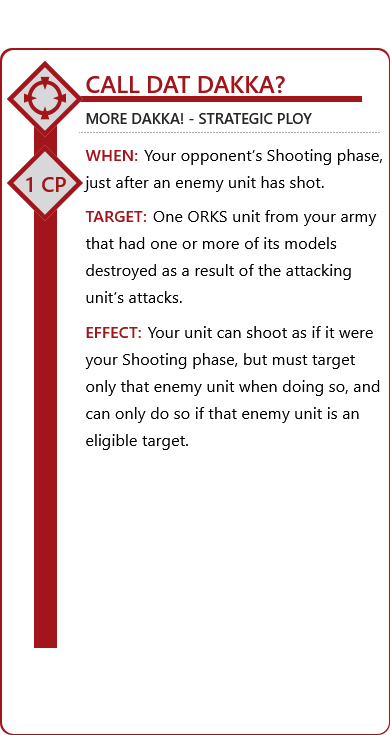 CALL DAT DAKKA?
MORE DAKKA! - STRATEGIC PLOY
1 CP
WHEN: Your opponent's Shooting phase,
just after an enemy unit has shot.
TARGET: One ORKS unit from your army
that had one or more of its models
destroyed as a result of the attacking
unit's attacks.
EFFECT: Your unit can shoot as if it were
your Shooting phase, but must target
only that enemy unit when doing so, and
can only do so if that enemy unit is an
eligible target.